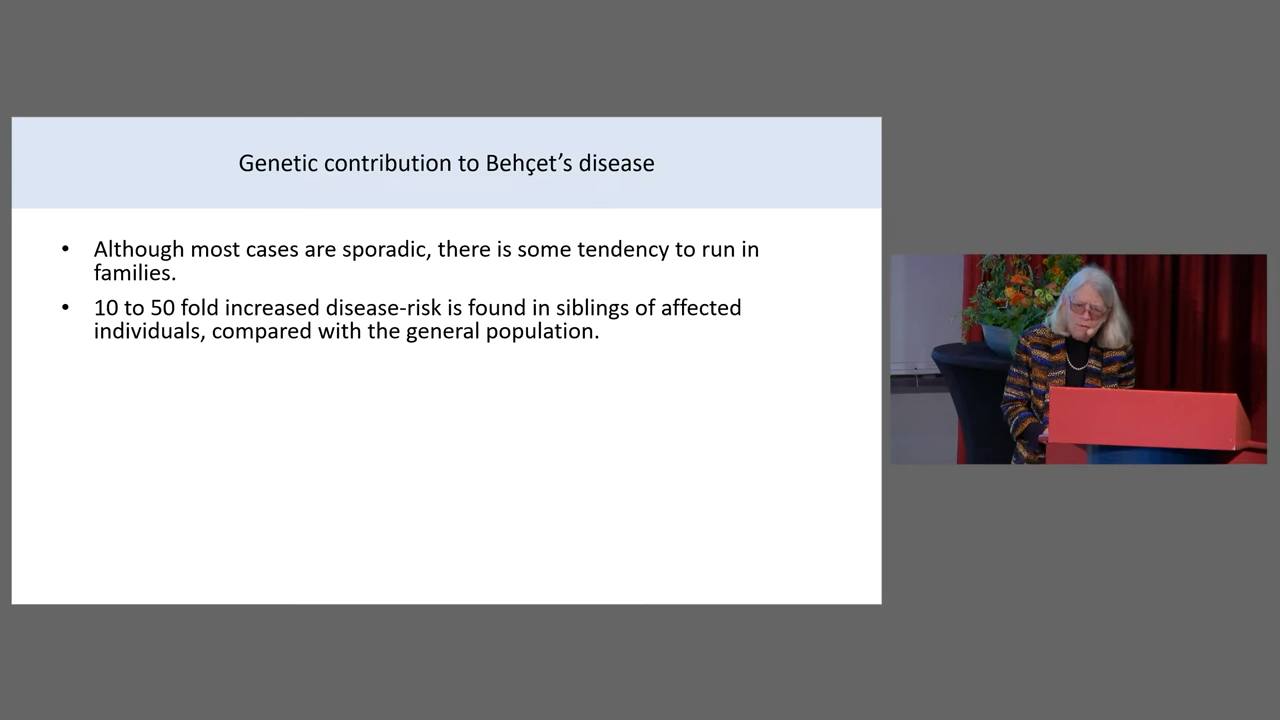 Genetic contribution to Behçet’s disease
• Although most cases are sporadic, there is some tendency to run in
families.
• 10 to 50 fold increased disease-risk is found in siblings of affected
individuals, compared with the general population.